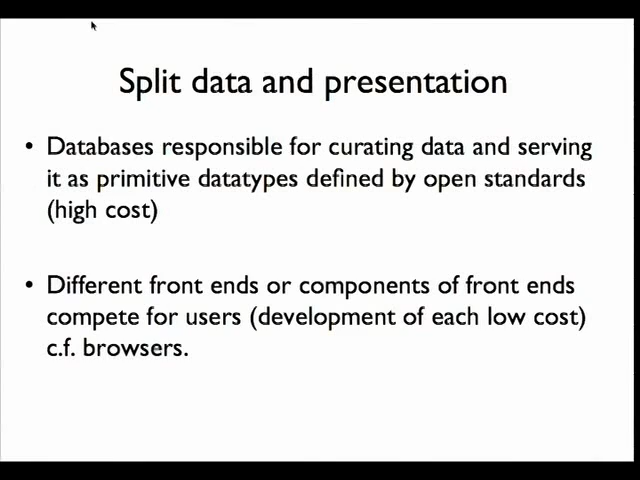 Split data and presentation
• Databases responsible for curating data and serving
it as primitive datatypes defined by open standards
(high cost)
• Different front ends or components of front ends
compete for users (development of each low cost)
c.f. browsers.